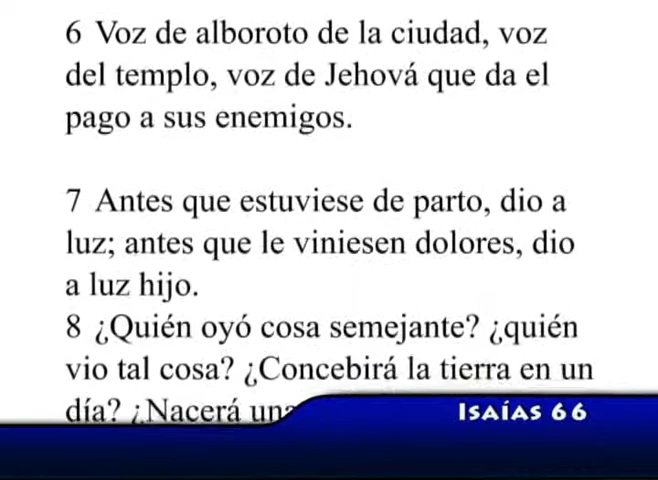 6 Voz de alboroto de la ciudad, voz
del templo, voz de Jehová que da el
pago a sus enemigos.
7 Antes que estuviese de parto, dio a
luz; antes que le viniesen dolores, dio
a luz hijo.
8 ¿Quién oyó cosa semejante? ¿quién
vio tal cosa? ¿Concebirá la tierra en un
día? ¿Nacerá una
Isaías 66